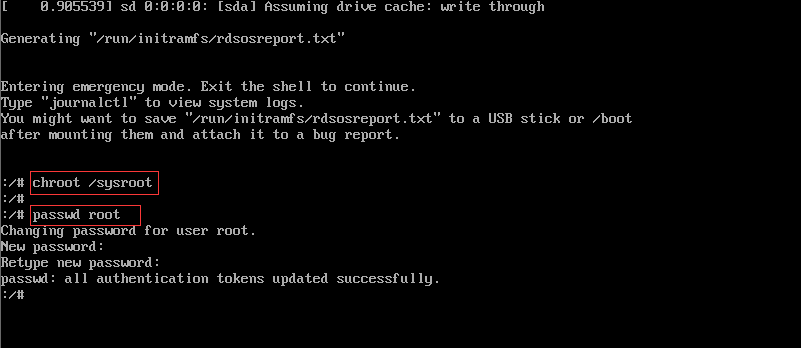 [    0.905539] sd 0:0:0:0: [sda] Assuming drive cache: write through
Generating "/run/initramfs/rdsosreport.txt"
Entering emergency mode. Exit the shell to continue.
Type "journalctl" to view system logs.
You might want to save "/run/initramfs/rdsosreport.txt" to a USB stick or /boot
after mounting them and attach it to a bug report.
:/# chroot /sysroot
:/#
:/# passwd root
Changing password for user root.
New password:
Retype new password:
passwd: all authentication tokens updated successfully.
:/#